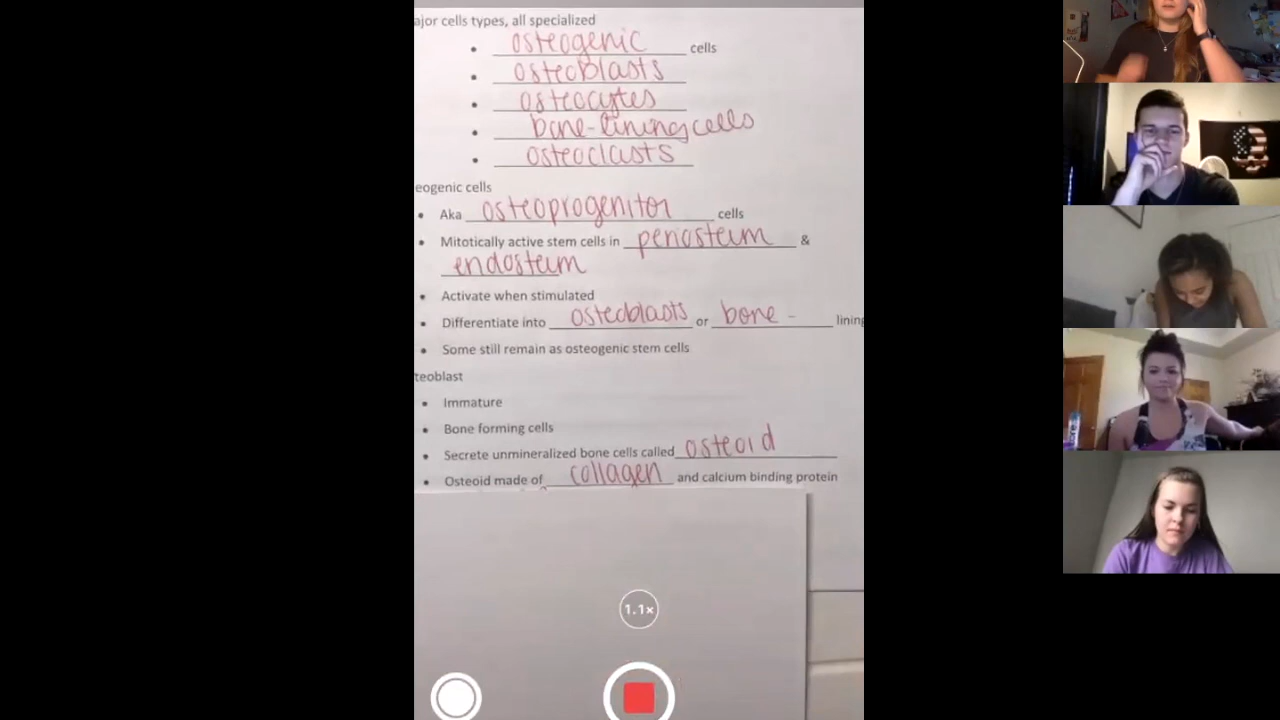 ajor cells types, all specialized
• osteogenic cells
• osteoblasts
• osteocytes
• bone-lining cells
• osteoclasts
eogenic cells
• Aka osteoprogenitor cells
• Mitotically active stem cells in periosteum &
endosteum
• Activate when stimulated
• Differentiate into osteoblasts or bone - lining
• Some still remain as osteogenic stem cells
teoblast
• Immature
• Bone forming cells
• Secrete unmineralized bone cells called osteoid
• Osteoid made of collagen and calcium binding protein
1.1×